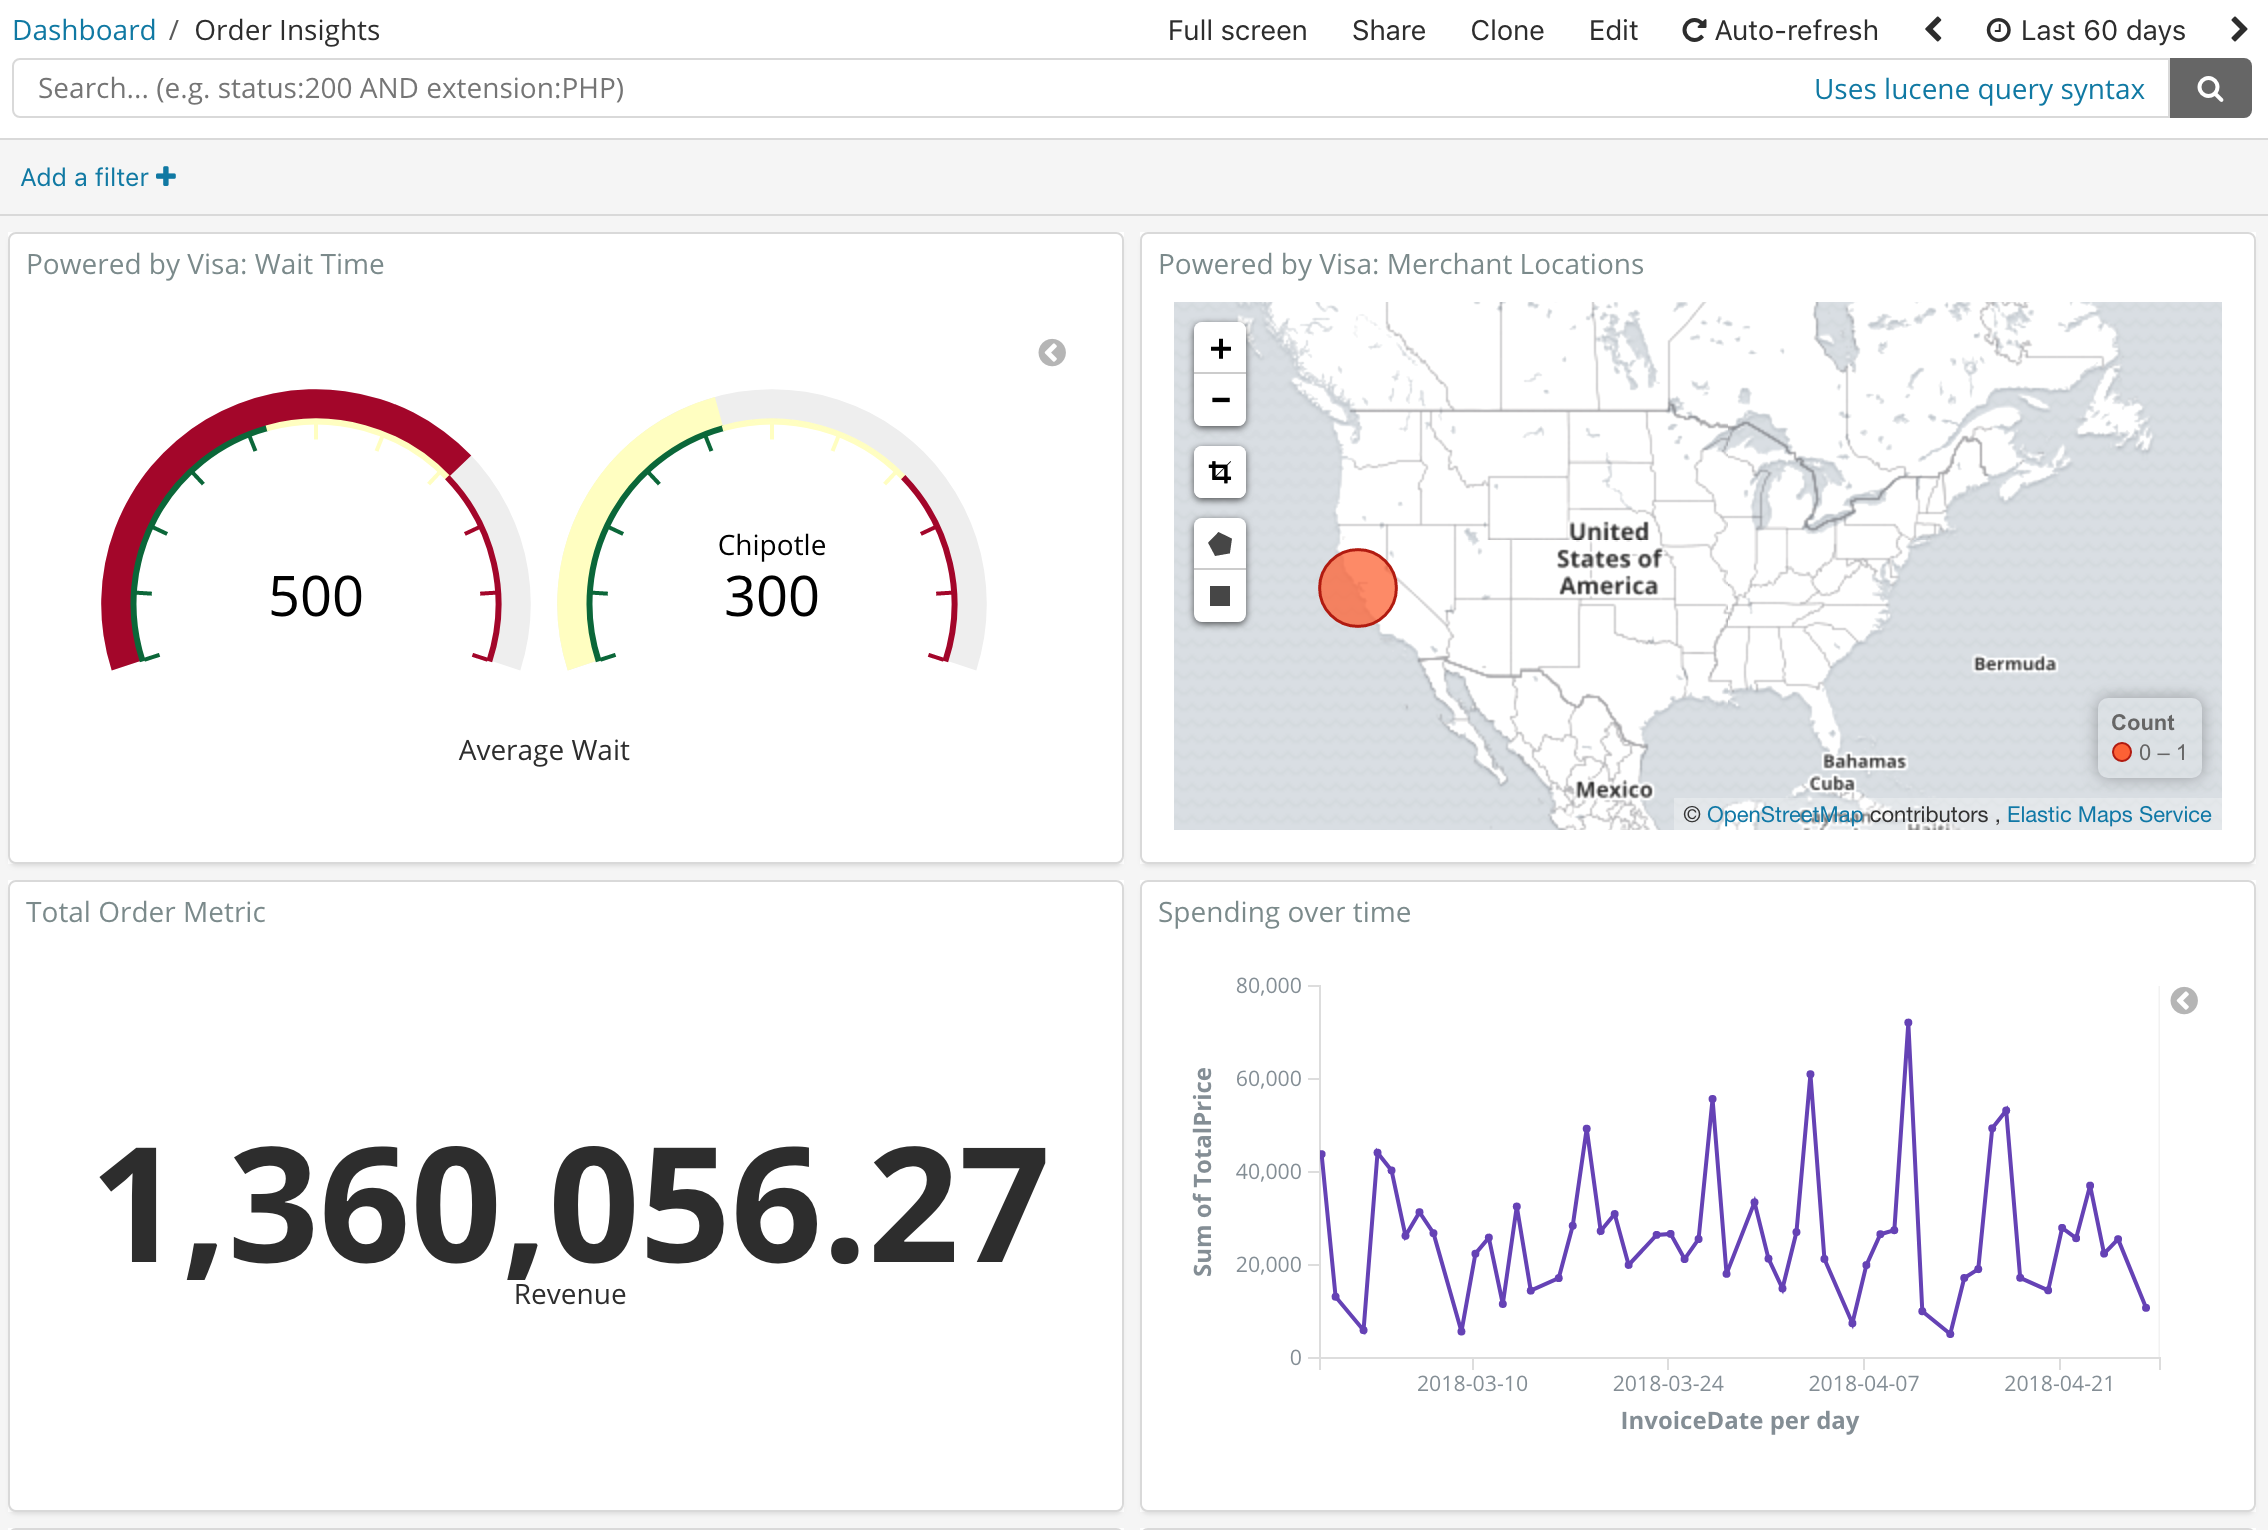 Dashboard / Order Insights
Full screen Share Clone Edit Auto-refresh Last 60 days
Search... (e.g. status:200 AND extension:PHP)
Uses lucene query syntax
Add a filter
Powered by Visa: Wait Time
500
Chipotle
300
Average Wait
Powered by Visa: Merchant Locations
+
−
United
States of
America
Bermuda
Bahamas
Cuba
Mexico
Count
0 – 1
© OpenStreetMap contributors , Elastic Maps Service
Total Order Metric
1,360,056.27
Revenue
Spending over time
80,000
60,000
40,000
20,000
0
Sum of TotalPrice
2018-03-10 2018-03-24 2018-04-07 2018-04-21
InvoiceDate per day